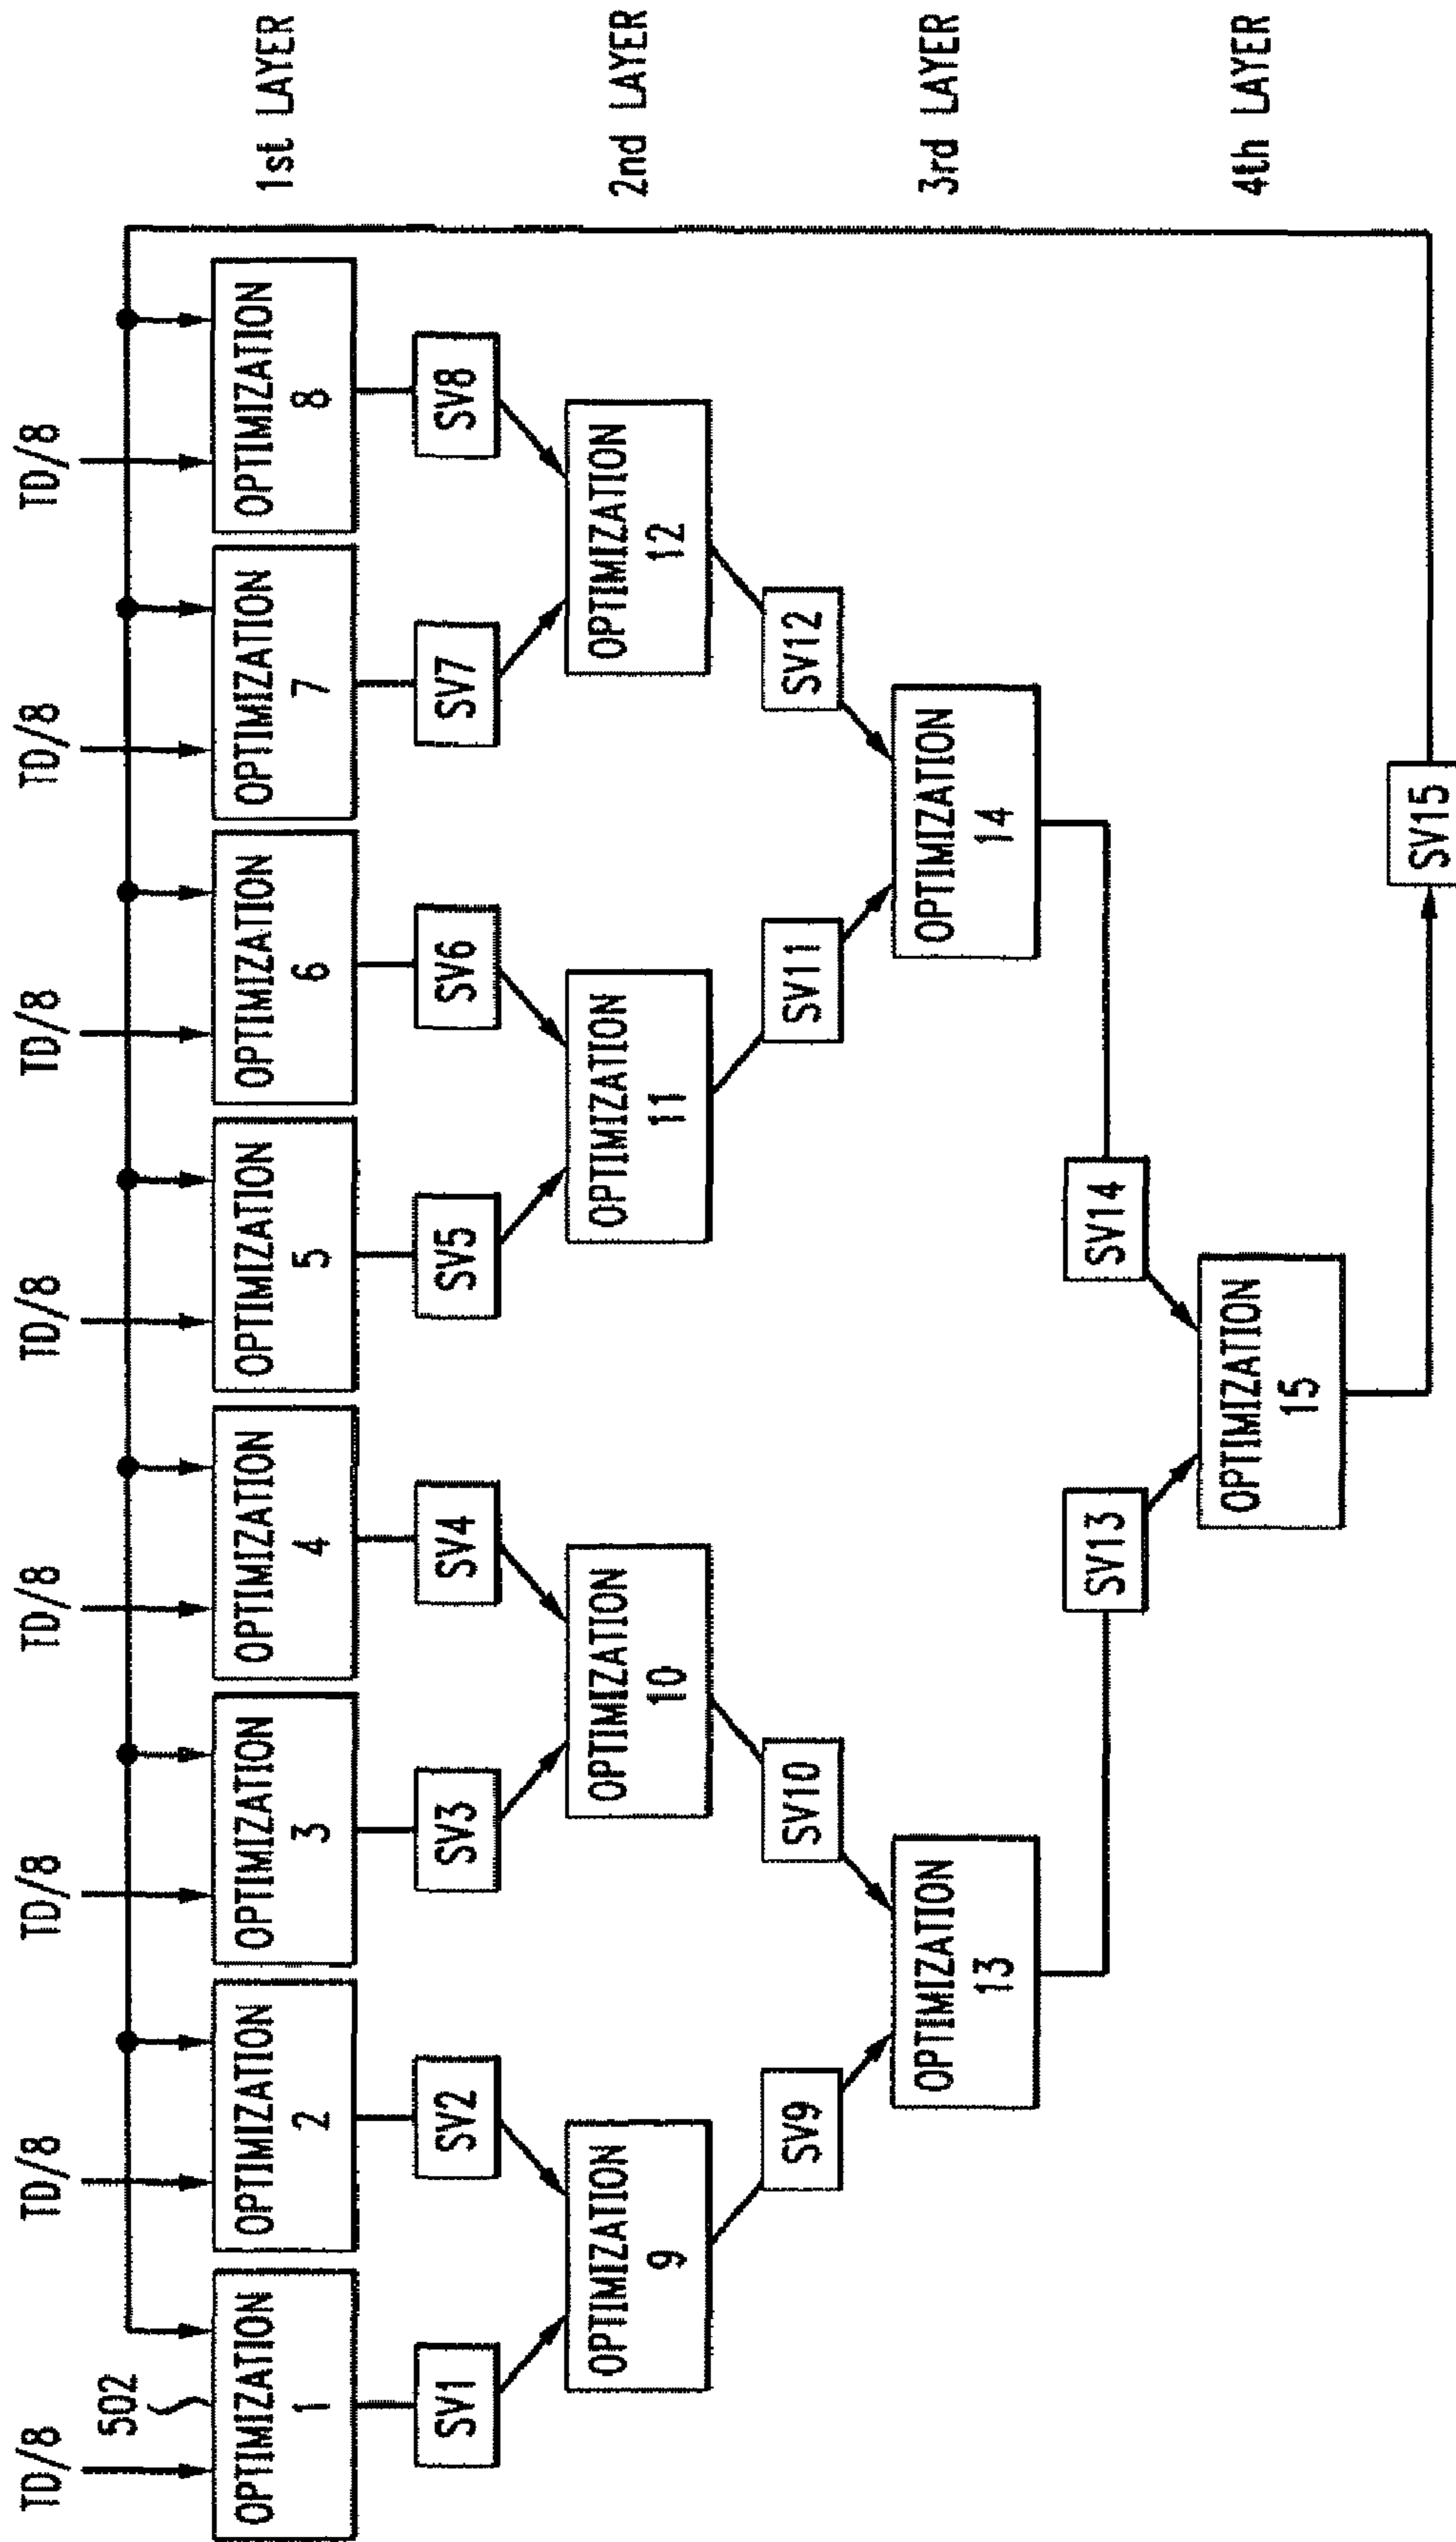 TD/8
TD/8
TD/8
TD/8
TD/8
TD/8
TD/8
TD/8
502
OPTIMIZATION
1
OPTIMIZATION
2
OPTIMIZATION
3
OPTIMIZATION
4
OPTIMIZATION
5
OPTIMIZATION
6
OPTIMIZATION
7
OPTIMIZATION
8
1st LAYER
SV1
SV2
SV3
SV4
SV5
SV6
SV7
SV8
OPTIMIZATION
9
OPTIMIZATION
10
OPTIMIZATION
11
OPTIMIZATION
12
2nd LAYER
SV9
SV10
SV11
SV12
OPTIMIZATION
13
OPTIMIZATION
14
3rd LAYER
SV13
SV14
OPTIMIZATION
15
4th LAYER
SV15